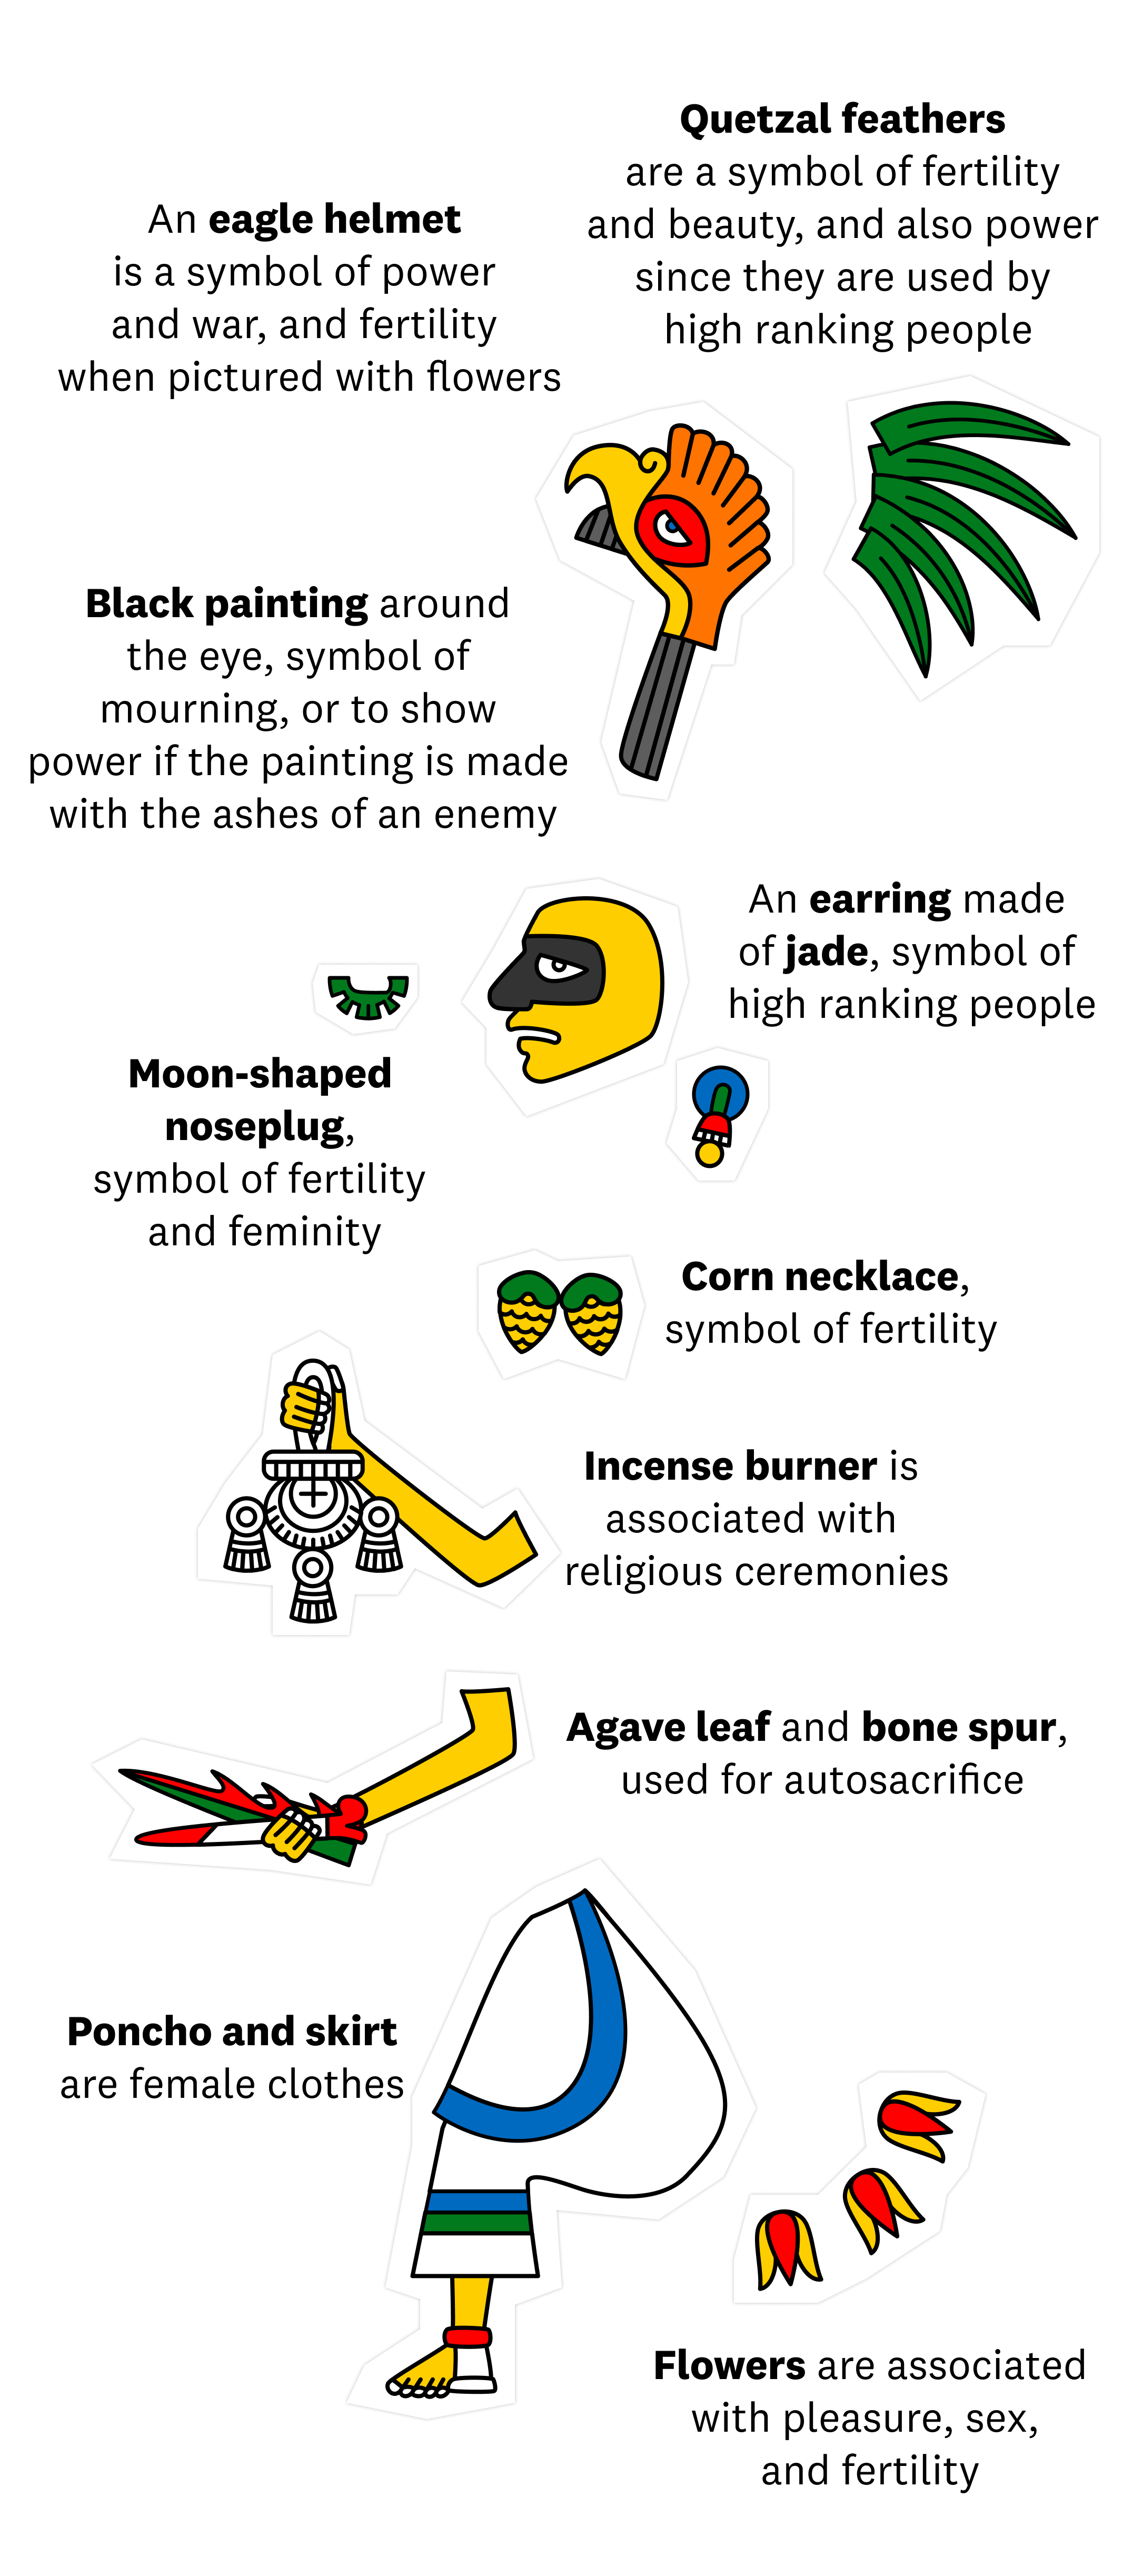 Quetzal feathers
are a symbol of fertility
and beauty, and also power
since they are used by
high ranking people
An eagle helmet
is a symbol of power
and war, and fertility
when pictured with flowers
Black painting around
the eye, symbol of
mourning, or to show
power if the painting is made
with the ashes of an enemy
An earring made
of jade, symbol of
high ranking people
Moon-shaped
noseplug,
symbol of fertility
and feminity
Corn necklace,
symbol of fertility
Incense burner is
associated with
religious ceremonies
Agave leaf and bone spur,
used for autosacrifice
Poncho and skirt
are female clothes
Flowers are associated
with pleasure, sex,
and fertility